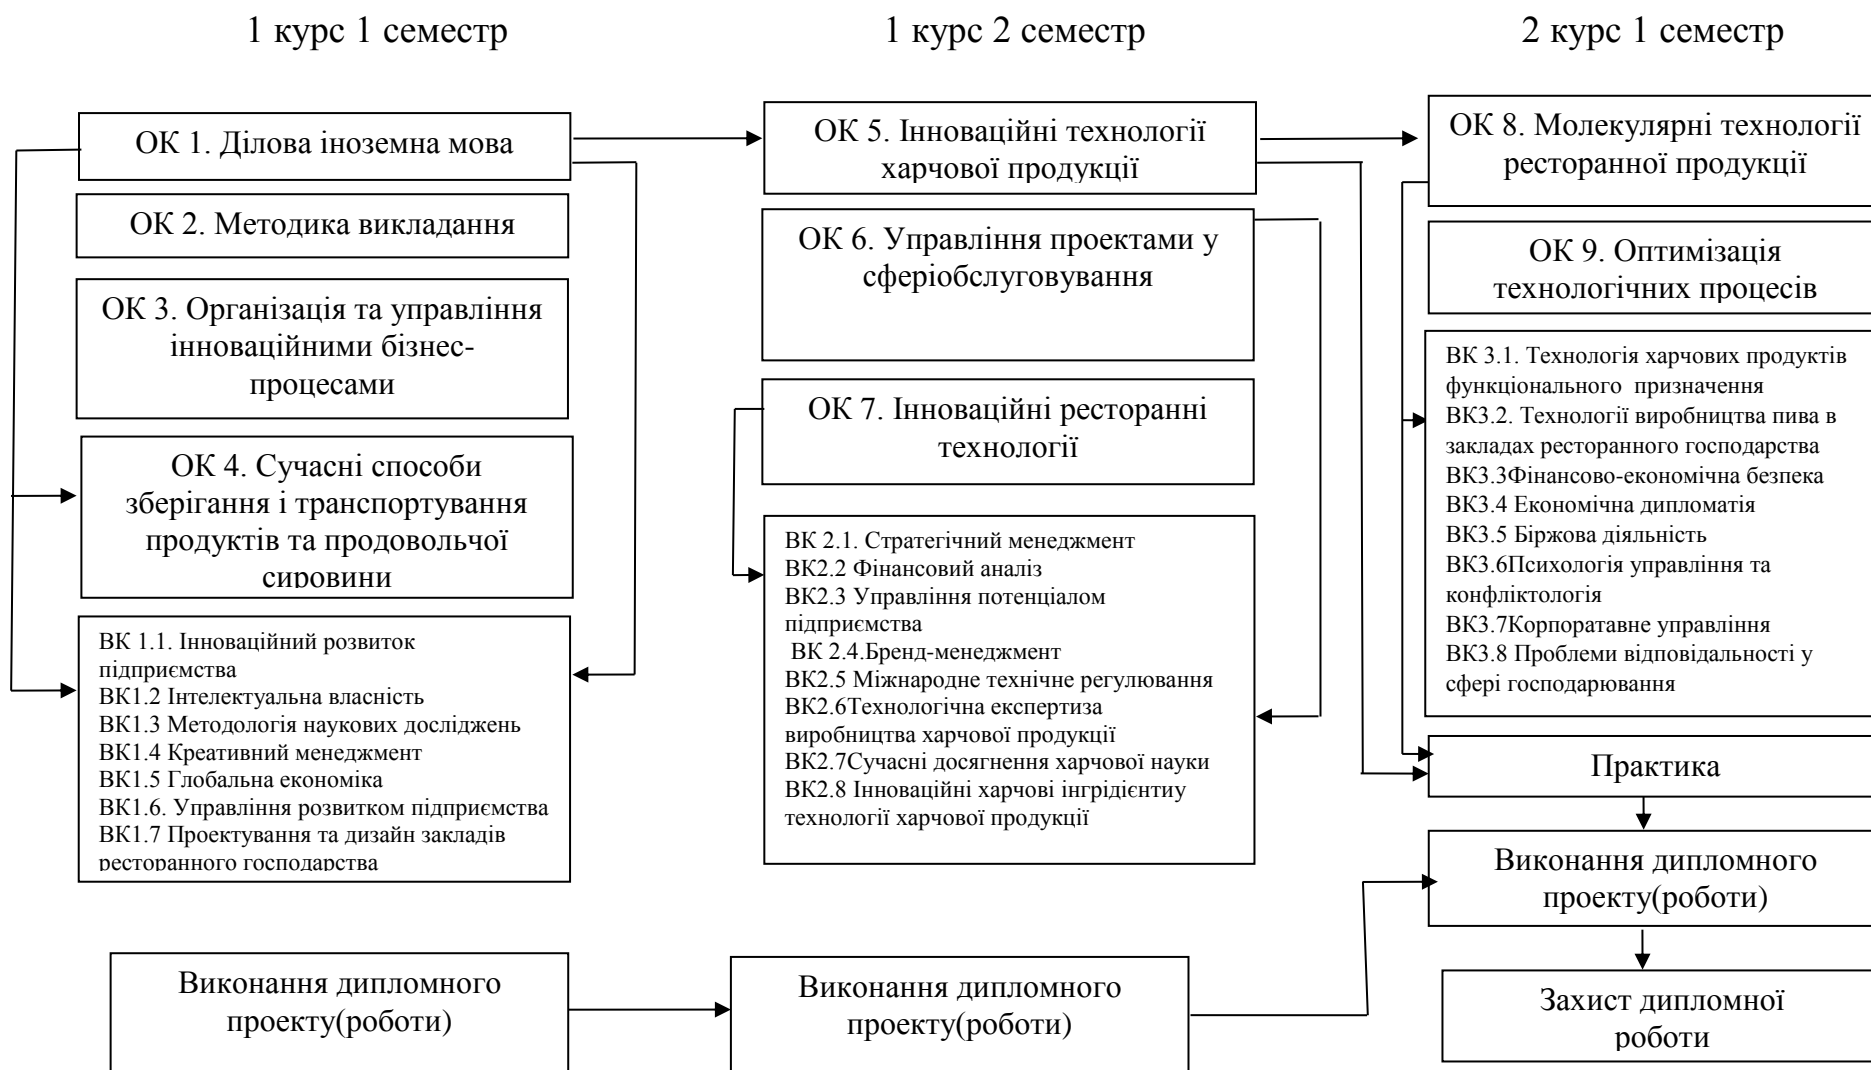 1 курс 1 семестр
1 курс 2 семестр
2 курс 1 семестр
ОК 1. Ділова іноземна мова
ОК 2. Методика викладання
ОК 3. Організація та управління
інноваційними бізнес-
процесами
ОК 4. Сучасні способи
зберігання і транспортування
продуктів та продовольчої
сировини
ВК 1.1. Інноваційний розвиток
підприємства
ВК1.2 Інтелектуальна власність
ВК1.3 Методологія наукових досліджень
ВК1.4 Креативний менеджмент
ВК1.5 Глобальна економіка
ВК1.6. Управління розвитком підприємства
ВК1.7 Проектування та дизайн закладів
ресторанного господарства
Виконання дипломного
проекту(роботи)
ОК 5. Інноваційні технології
харчової продукції
ОК 6. Управління проектами у
сферіобслуговування
ОК 7. Інноваційні ресторанні
технології
ВК 2.1. Стратегічний менеджмент
ВК2.2 Фінансовий аналіз
ВК2.3 Управління потенціалом
підприємства
ВК 2.4.Бренд-менеджмент
ВК2.5 Міжнародне технічне регулювання
ВК2.6Технологічна експертиза
виробництва харчової продукції
ВК2.7Сучасні досягнення харчової науки
ВК2.8 Інноваційні харчові інгрідієнтиу
технології харчової продукції
Виконання дипломного
проекту(роботи)
ОК 8. Молекулярні технології
ресторанної продукції
ОК 9. Оптимізація
технологічних процесів
ВК 3.1. Технологія харчових продуктів
функціонального призначення
ВК3.2. Технології виробництва пива в
закладах ресторанного господарства
ВК3.3Фінансово-економічна безпека
ВК3.4 Економічна дипломатія
ВК3.5 Біржова діяльність
ВК3.6Психологія управління та
конфліктологія
ВК3.7Корпоратавне управління
ВК3.8 Проблеми відповідальності у
сфері господарювання
Практика
Виконання дипломного
проекту(роботи)
Захист дипломної
роботи